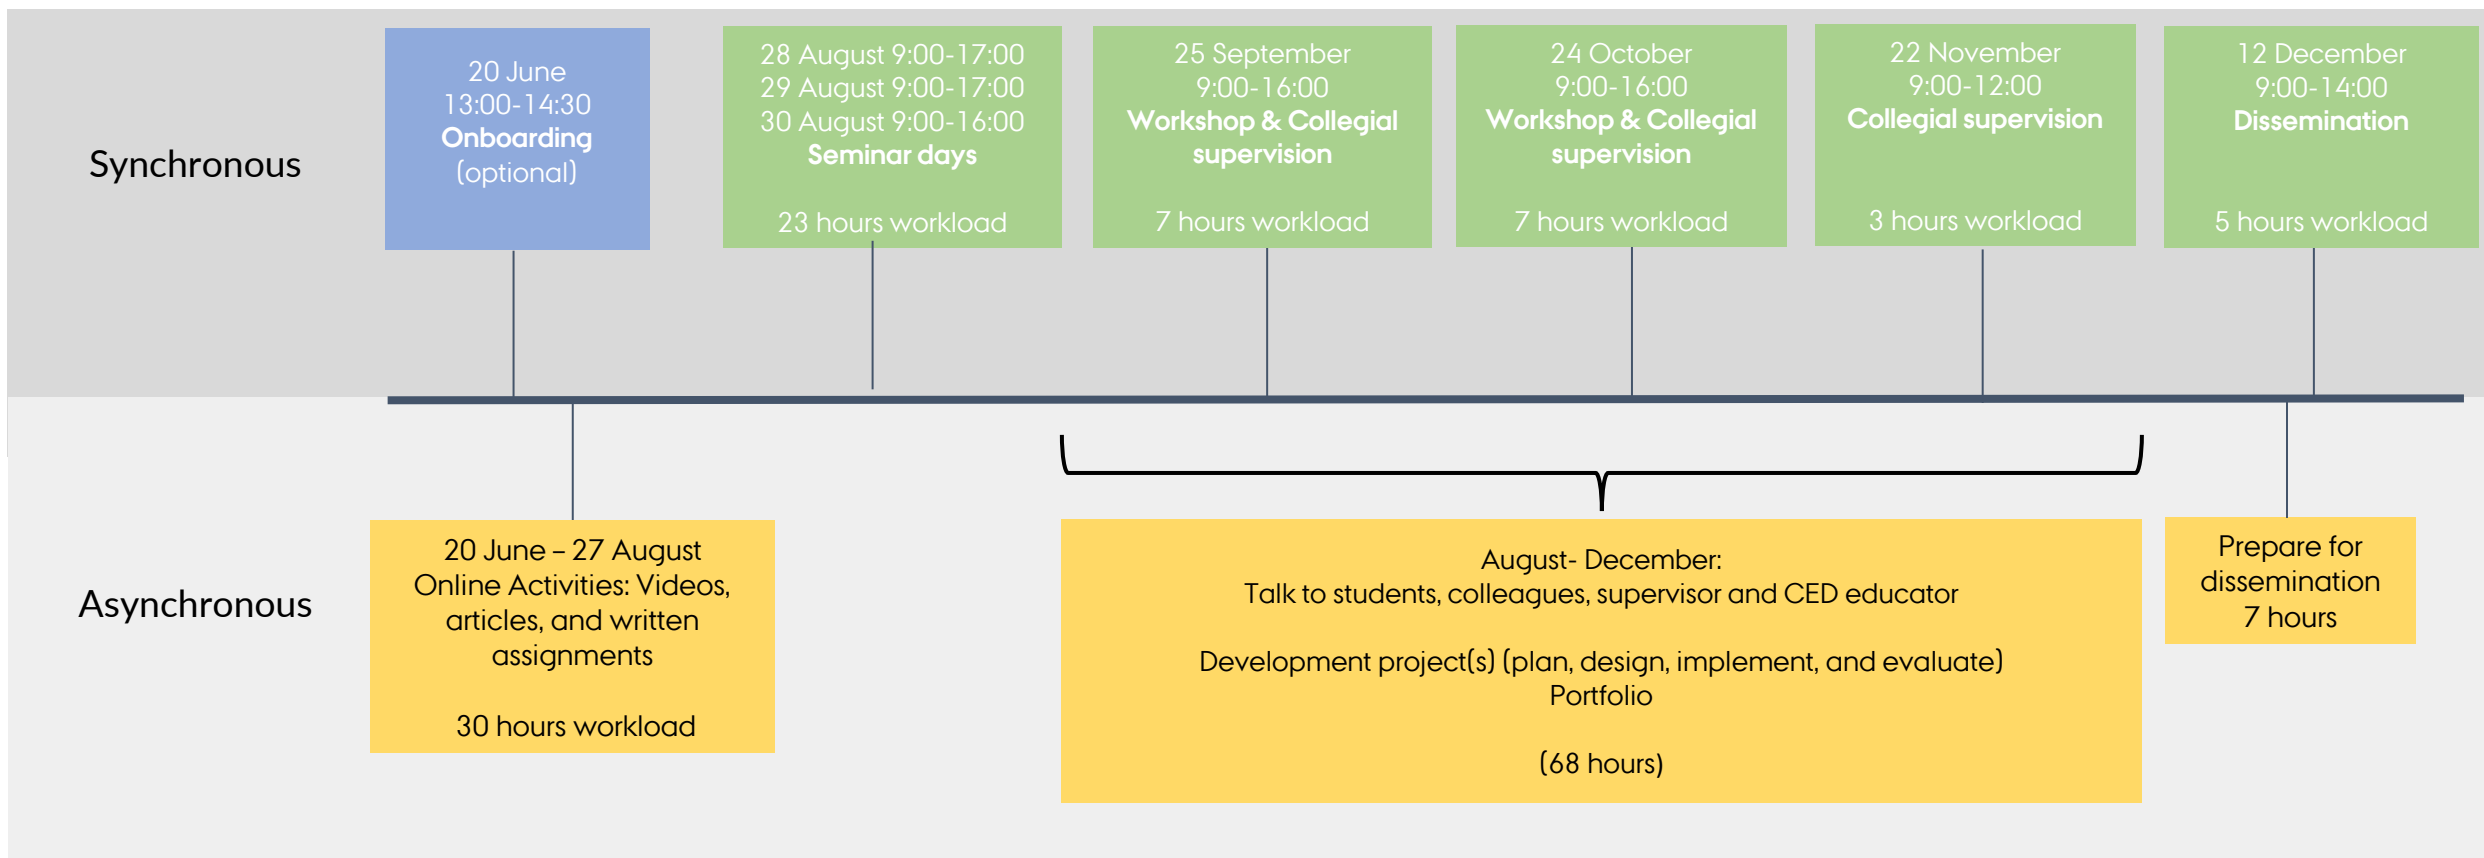 Synchronous
20 June
13:00-14:30
Onboarding
(optional)
28 August 9:00-17:00
29 August 9:00-17:00
30 August 9:00-16:00
Seminar days
23 hours workload
25 September
9:00-16:00
Workshop & Collegial
supervision
7 hours workload
24 October
9:00-16:00
Workshop & Collegial
supervision
7 hours workload
22 November
9:00-12:00
Collegial supervision
3 hours workload
12 December
9:00-14:00
Dissemination
5 hours workload
Asynchronous
20 June – 27 August
Online Activities: Videos,
articles, and written
assignments
30 hours workload
August- December:
Talk to students, colleagues, supervisor and CED educator
Development project(s) (plan, design, implement, and evaluate)
Portfolio
(68 hours)
Prepare for
dissemination
7 hours